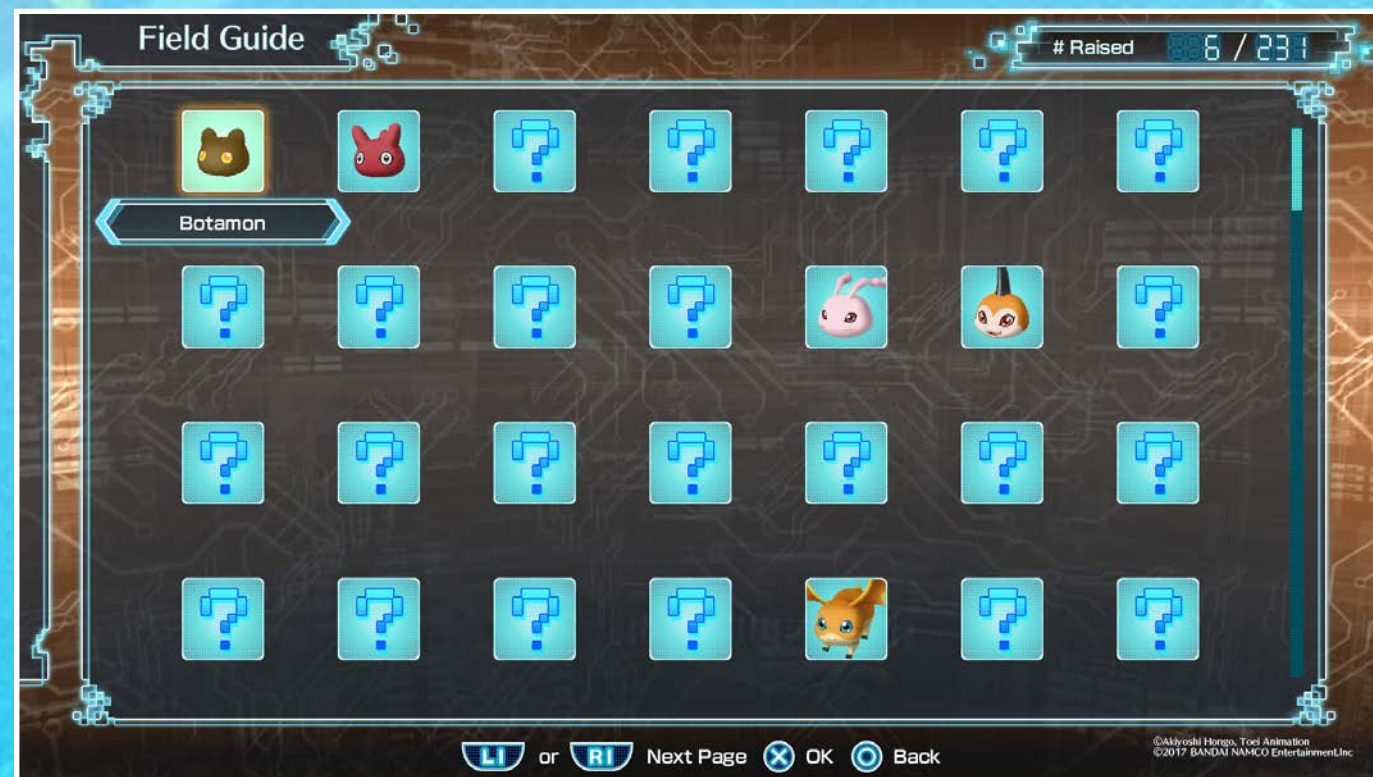 Field Guide
# Raised 6 / 231
? ? ? ? ?
Botamon
? ? ? ? ?
? ? ? ? ? ? ?
? ? ? ? ? ?
L1 or R1 Next Page X OK O Back
©Akiyoshi Hongo, Toei Animation
©2017 BANDAI NAMCO Entertainment.Inc